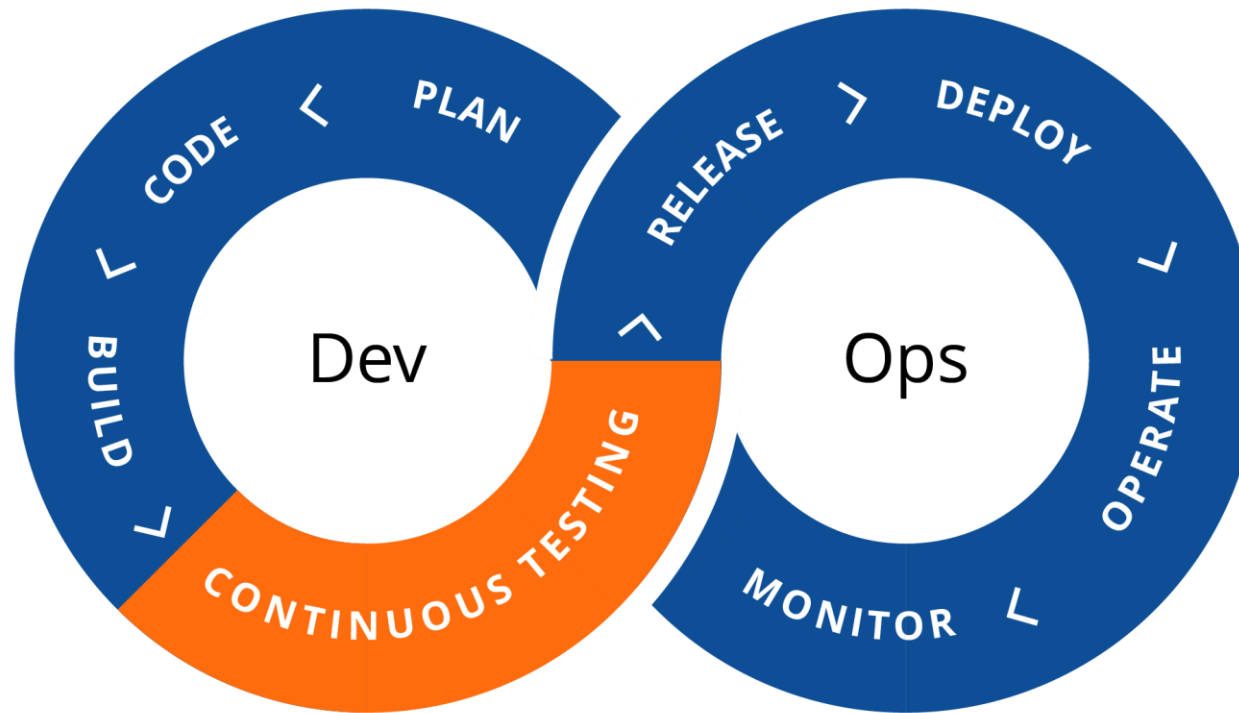 PLAN
CODE
BUILD
CONTINUOUS TESTING
RELEASE
DEPLOY
OPERATE
MONITOR
Dev
Ops